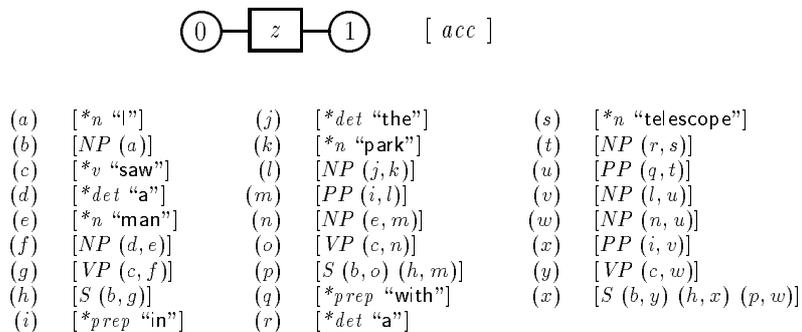 0 z 1 [ acc ]
(a) [*n “I”] (j) [*det “the”] (s) [*n “telescope”]
(b) [NP (a)] (k) [*n “park”] (t) [NP (r, s)]
(c) [*v “saw”] (l) [NP (j, k)] (u) [PP (q, t)]
(d) [*det “a”] (m) [PP (i, l)] (v) [NP (l, u)]
(e) [*n “man”] (n) [NP (e, m)] (w) [NP (n, u)]
(f) [NP (d, e)] (o) [VP (c, n)] (x) [PP (i, v)]
(g) [VP (c, f)] (p) [S (b, o) (h, m)] (y) [VP (c, w)]
(h) [S (b, g)] (q) [*prep “with”] (x) [S (b, y) (h, x) (p, w)]
(i) [*prep “in”] (r) [*det “a”]